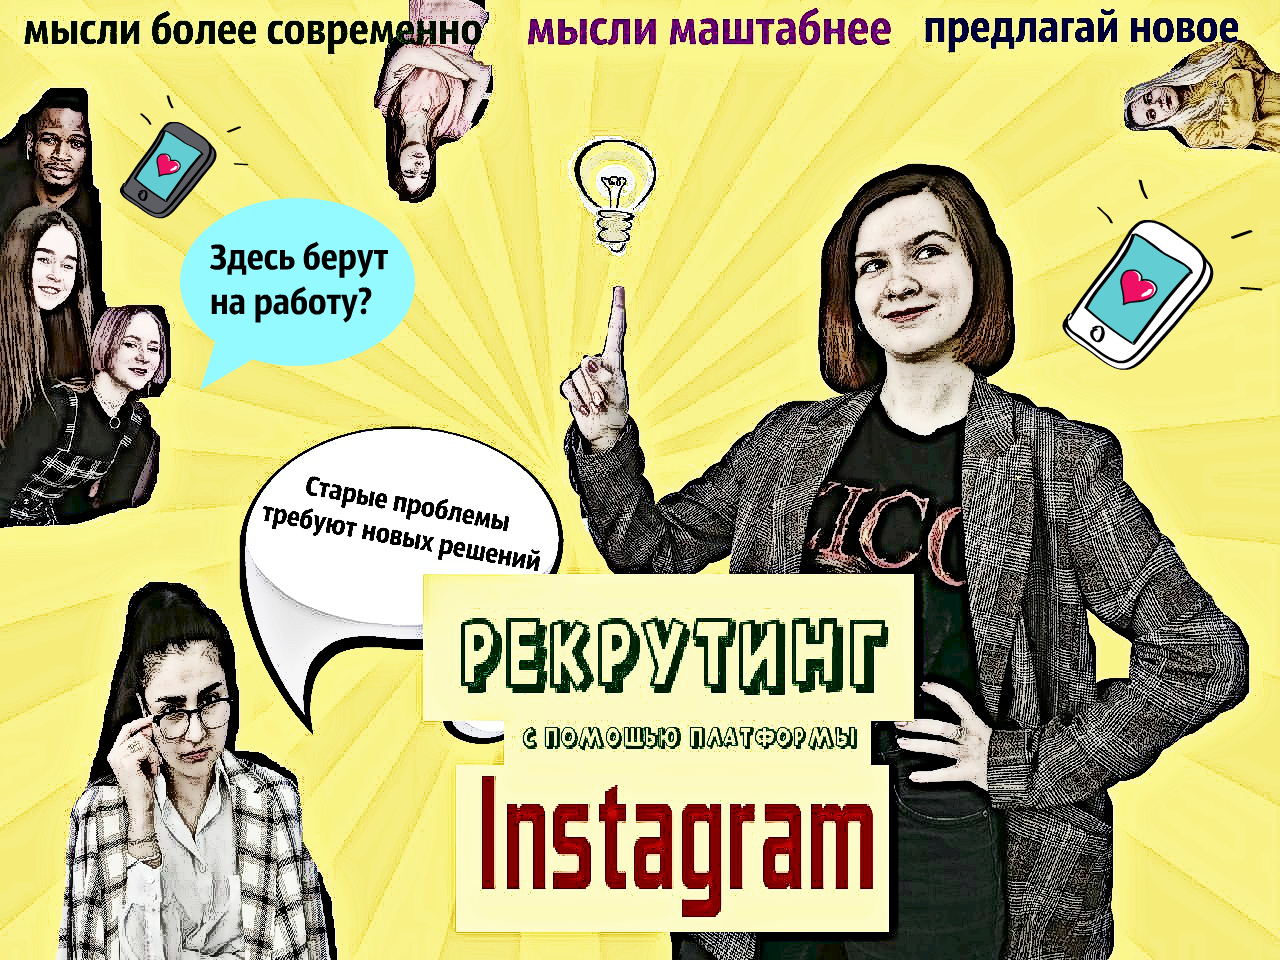 мысли более современно
мысли маштабнее
предлагай новое
Здесь берут
на работу?
Старые проблемы
требуют новых решений
РЕКРУТИНГ
С ПОМОЩЬЮ ПЛАТФОРМЫ
Instagram